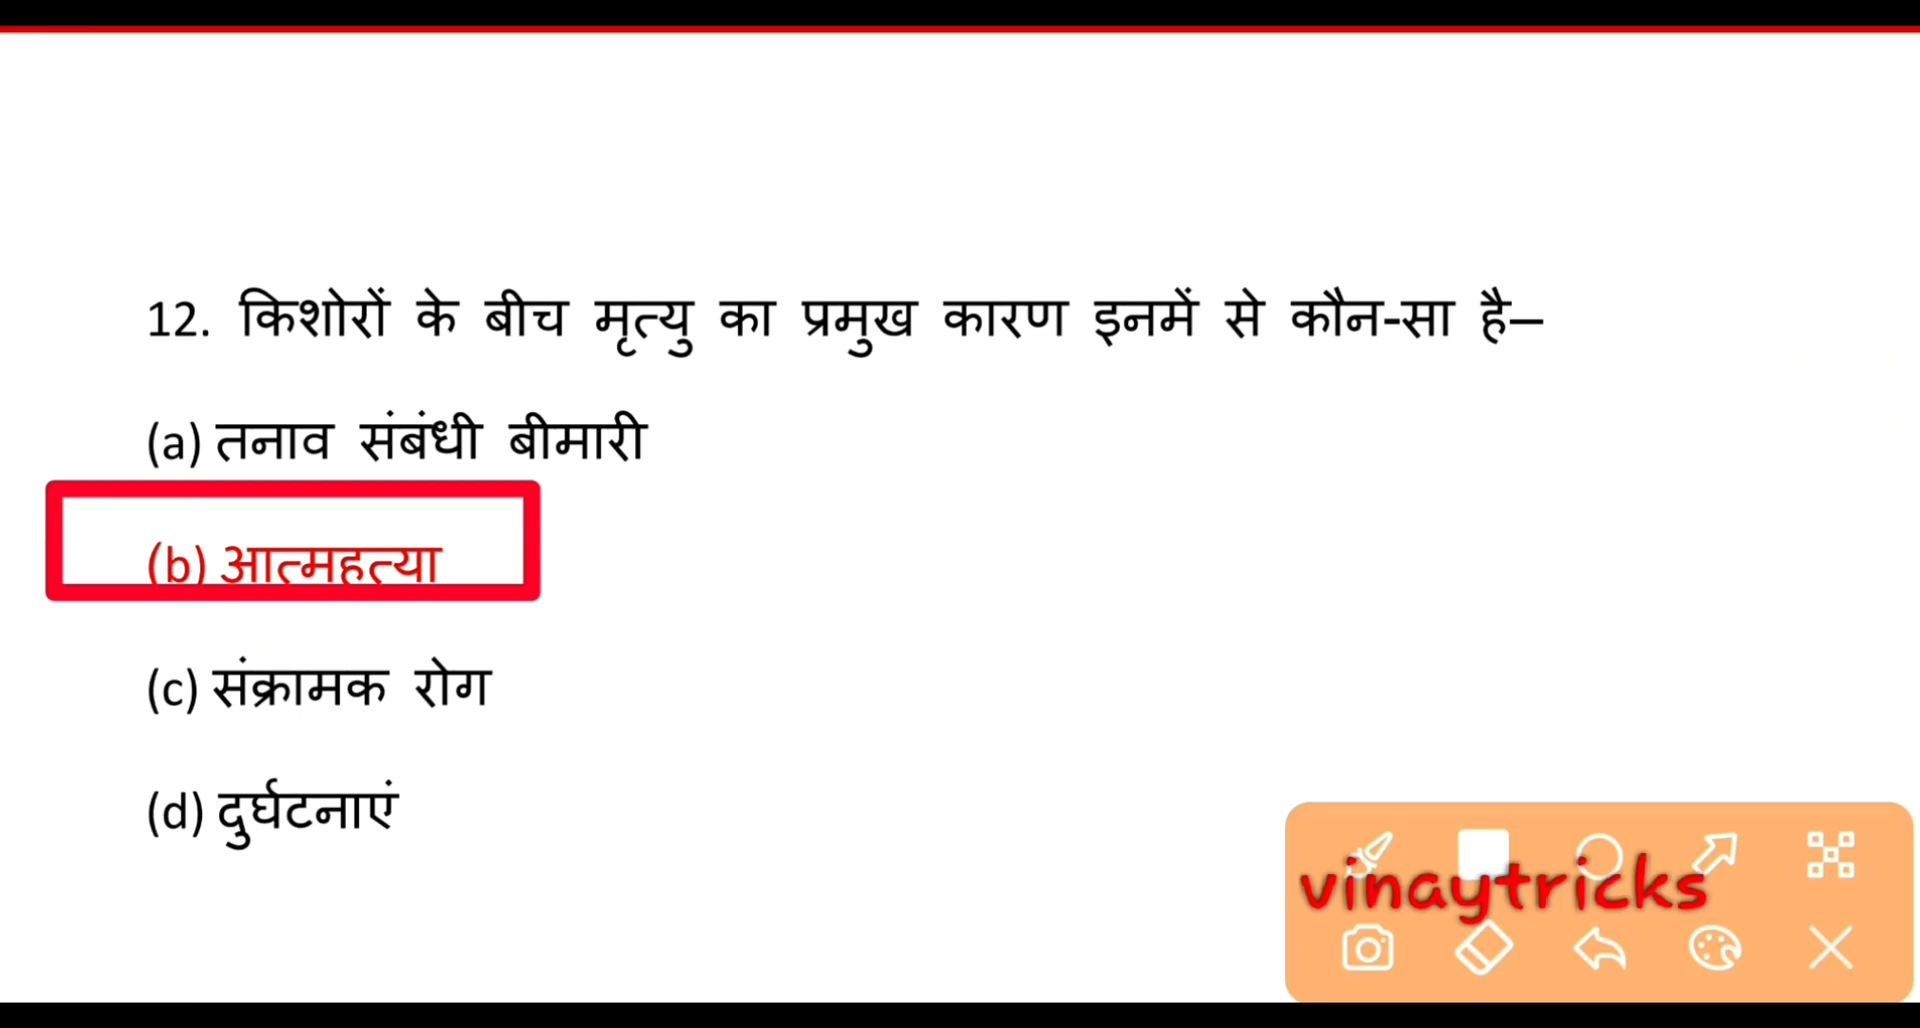 12. किशोरों के बीच मृत्यु का प्रमुख कारण इनमें से कौन-सा है–
(a) तनाव संबंधी बीमारी
(b) आत्महत्या
(c) संक्रामक रोग
(d) दुर्घटनाएं
vinaytricks